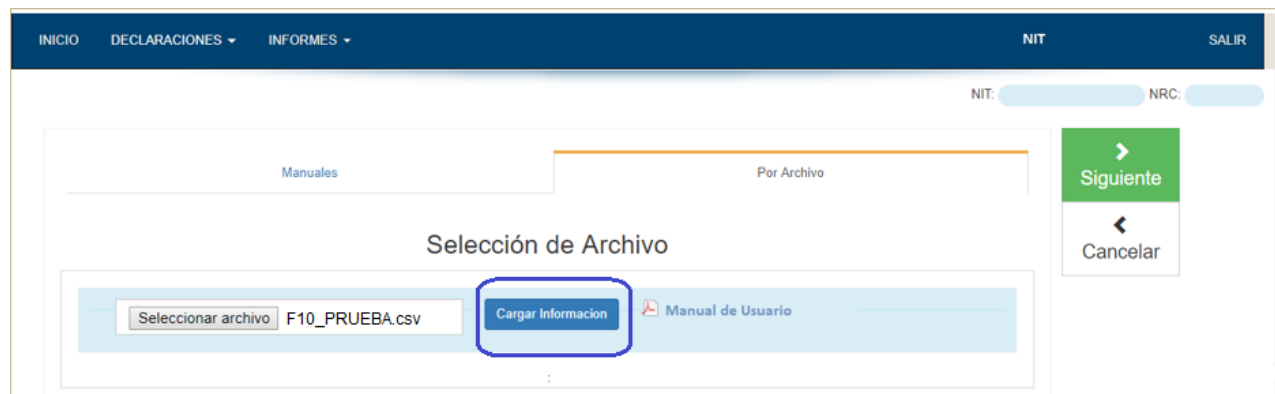 INICIO DECLARACIONES INFORMES NIT SALIR
NIT: NRC:
Manuales Por Archivo
Siguiente
Selección de Archivo
Cancelar
Seleccionar archivo F10_PRUEBA.csv Cargar Informacion Manual de Usuario
: